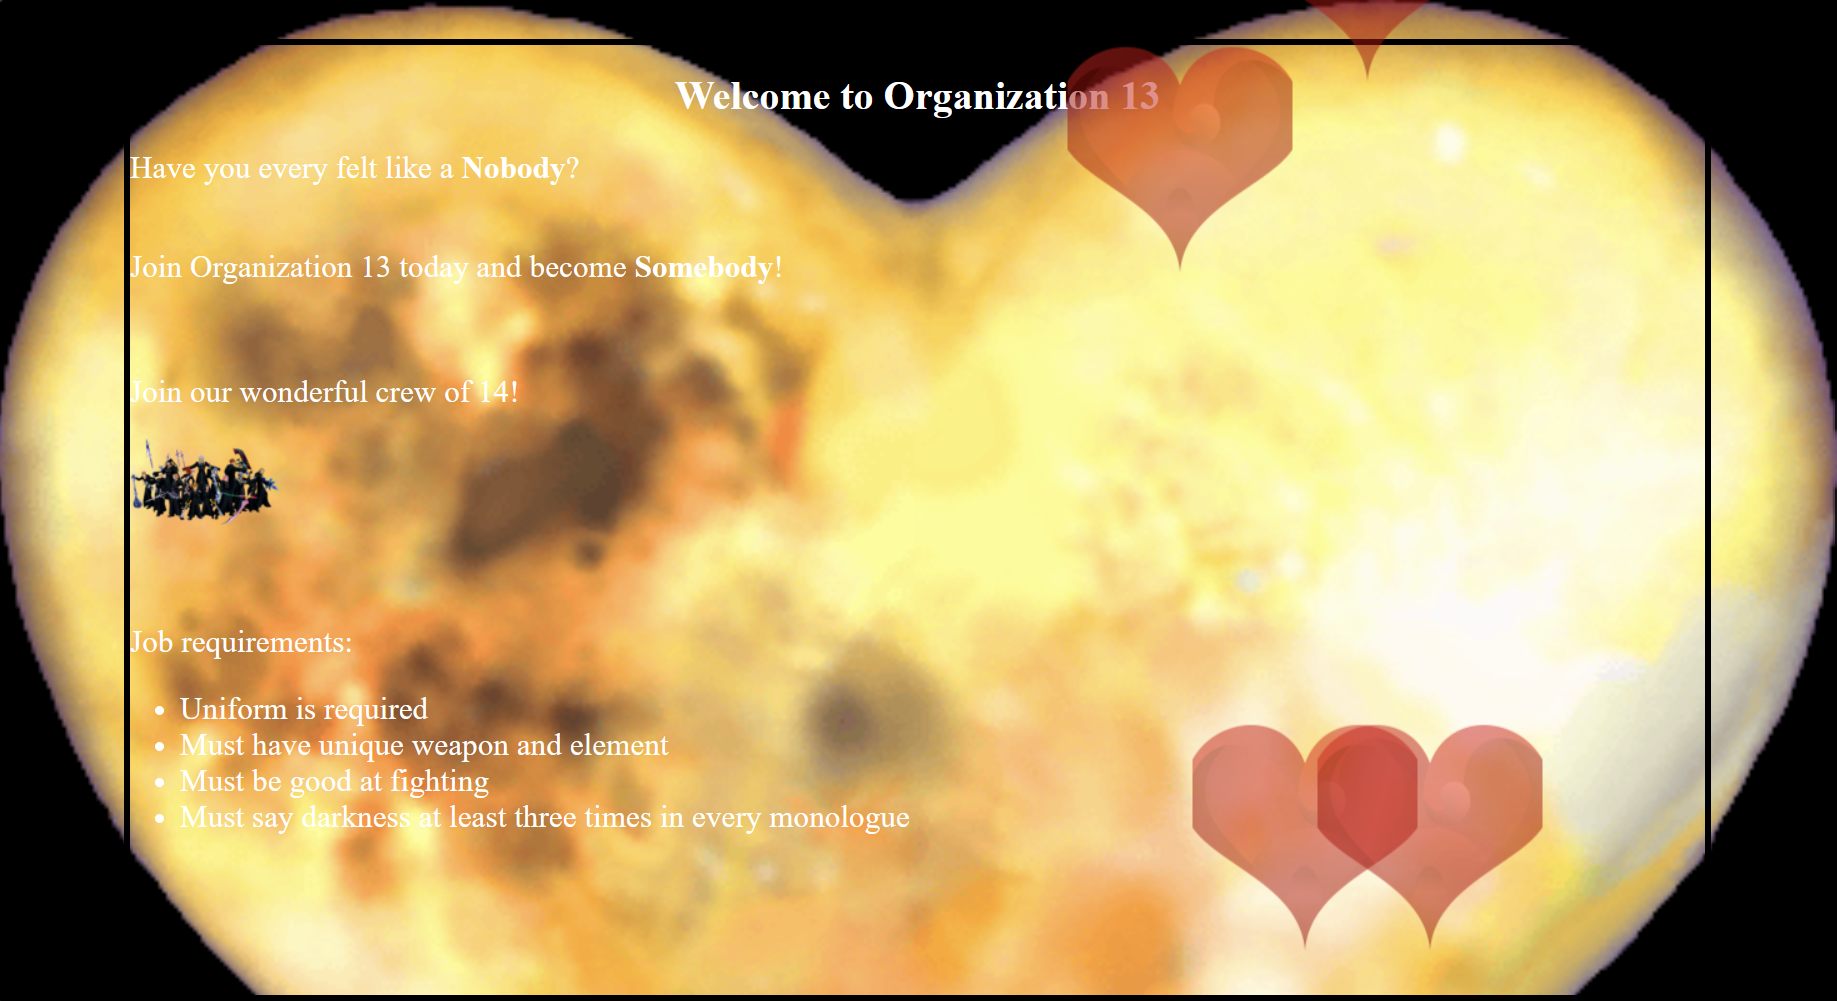 Welcome to Organization 13
Have you every felt like a Nobody?
Join Organization 13 today and become Somebody!
Join our wonderful crew of 14!
Job requirements:
• Uniform is required
• Must have unique weapon and element
• Must be good at fighting
• Must say darkness at least three times in every monologue